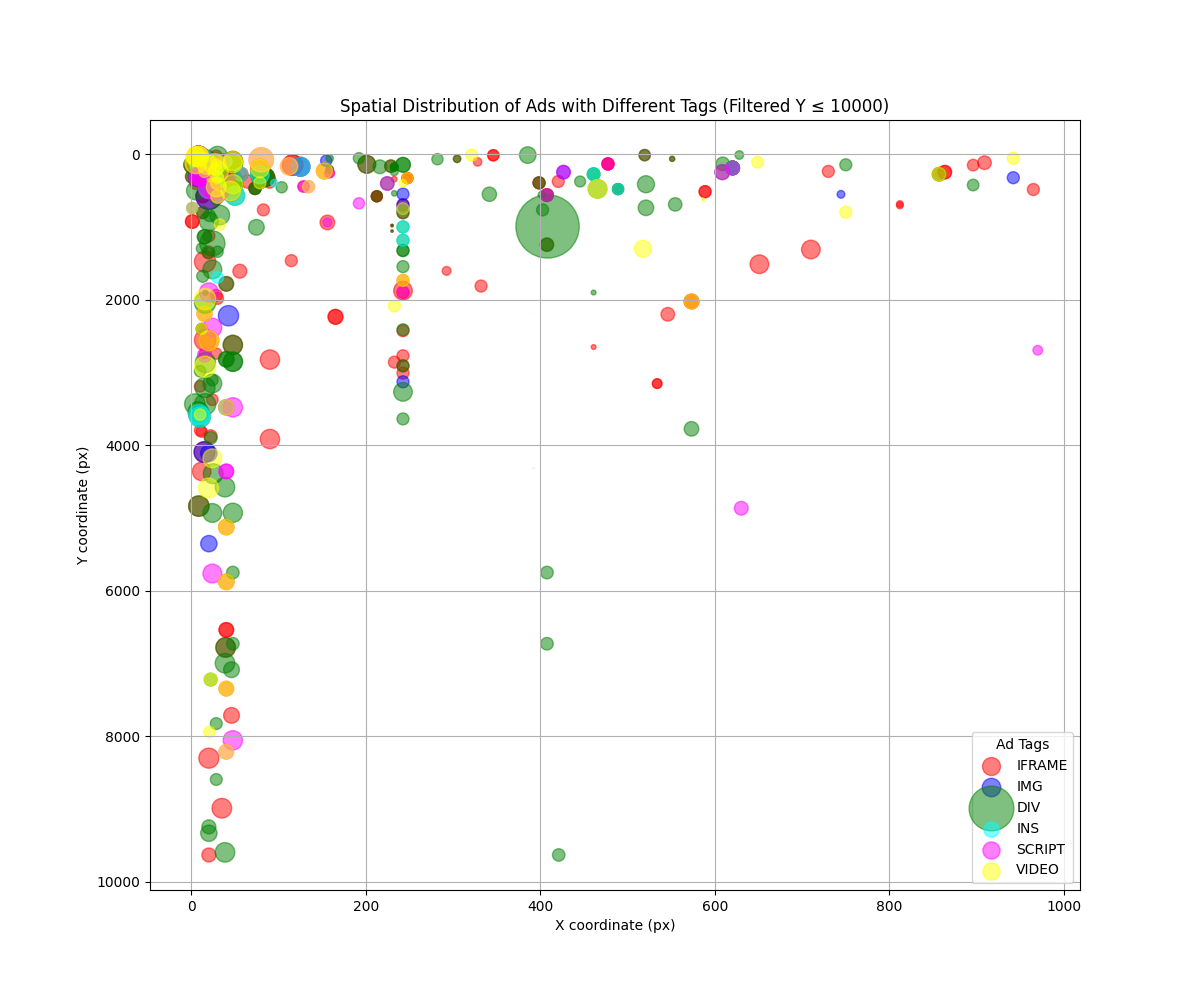 Spatial Distribution of Ads with Different Tags (Filtered Y ≤ 10000)
0
2000
4000
6000
8000
10000
Y coordinate (px)
0
200
400
600
800
1000
X coordinate (px)
Ad Tags
IFRAME
IMG
DIV
INS
SCRIPT
VIDEO